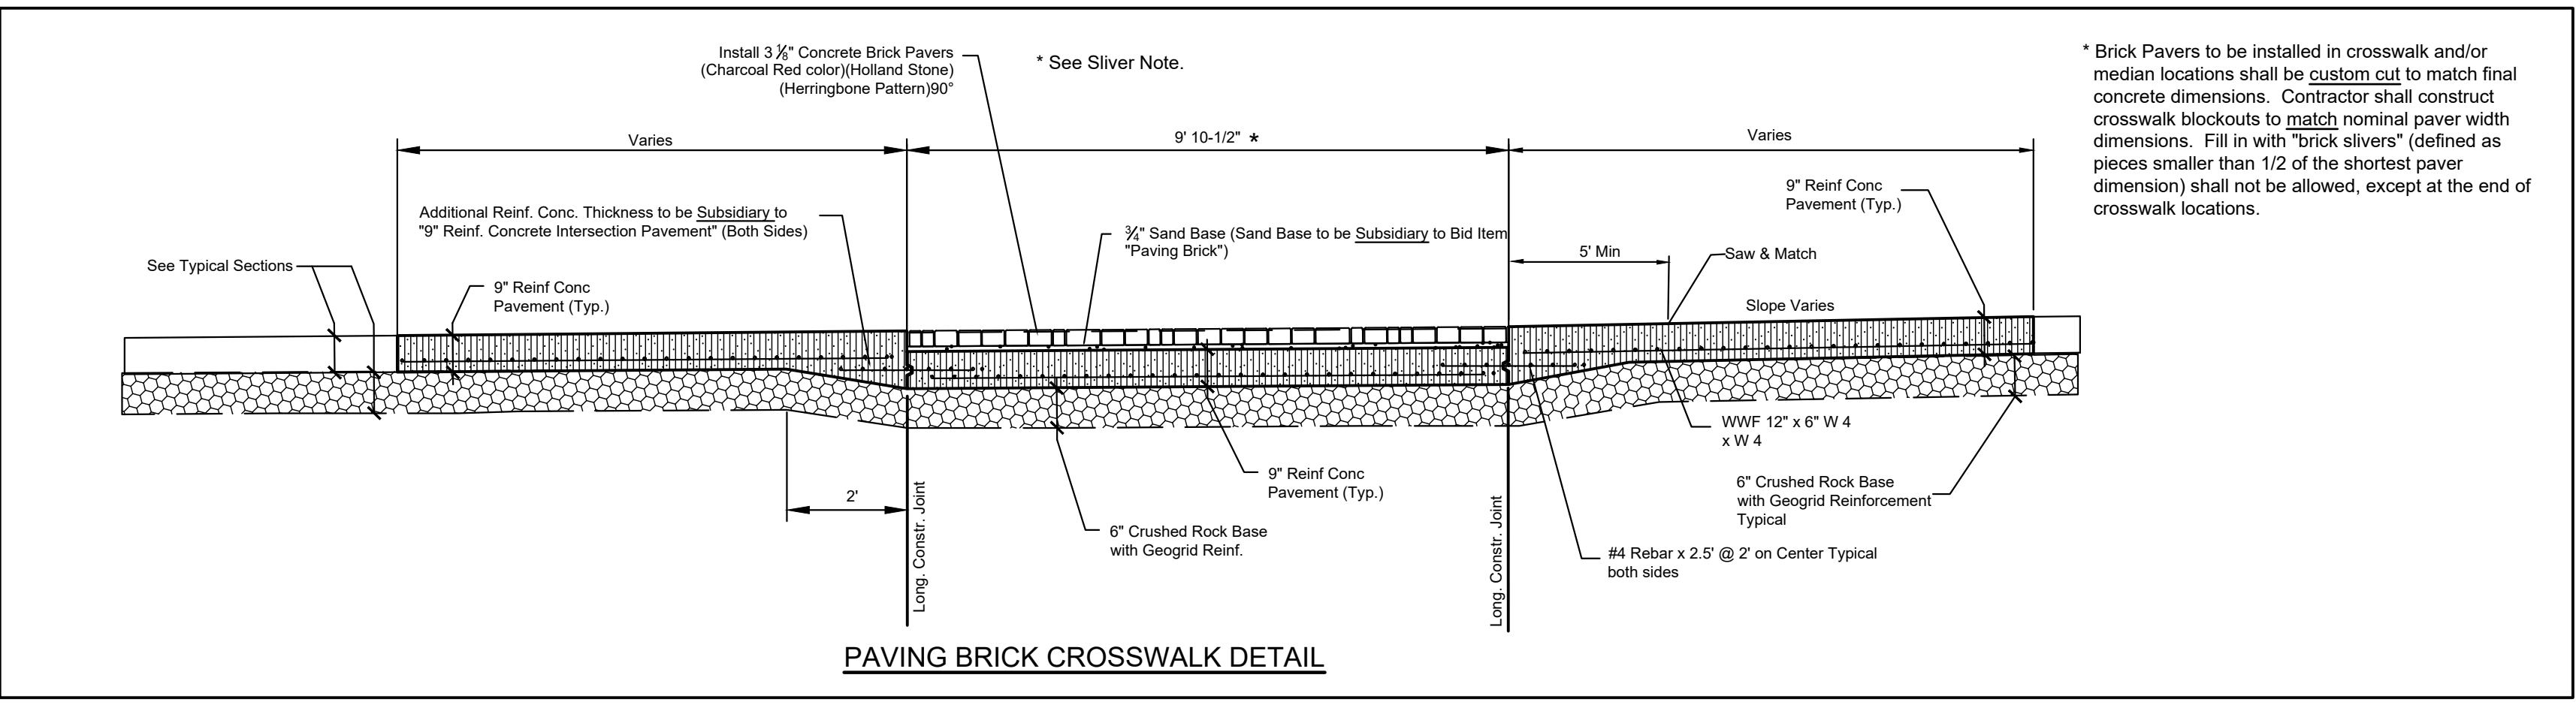 Install 3 1/8" Concrete Brick Pavers
(Charcoal Red color)(Holland Stone)
(Herringbone Pattern)90°
* See Sliver Note.
* Brick Pavers to be installed in crosswalk and/or
median locations shall be custom cut to match final
concrete dimensions.  Contractor shall construct
crosswalk blockouts to match nominal paver width
dimensions.  Fill in with "brick slivers" (defined as
pieces smaller than 1/2 of the shortest paver
dimension) shall not be allowed, except at the end of
crosswalk locations.
Varies
9' 10-1/2" *
Varies
9" Reinf Conc
Pavement (Typ.)
Additional Reinf. Conc. Thickness to be Subsidiary to
"9" Reinf. Concrete Intersection Pavement" (Both Sides)
3/4" Sand Base (Sand Base to be Subsidiary to Bid Item
"Paving Brick")
5' Min
Saw & Match
See Typical Sections
9" Reinf Conc
Pavement (Typ.)
Slope Varies
WWF 12" x 6" W 4
x W 4
9" Reinf Conc
Pavement (Typ.)
6" Crushed Rock Base
with Geogrid Reinforcement
Typical
2'
Long. Constr. Joint
6" Crushed Rock Base
with Geogrid Reinf.
Long. Constr. Joint
#4 Rebar x 2.5' @ 2' on Center Typical
both sides
PAVING BRICK CROSSWALK DETAIL